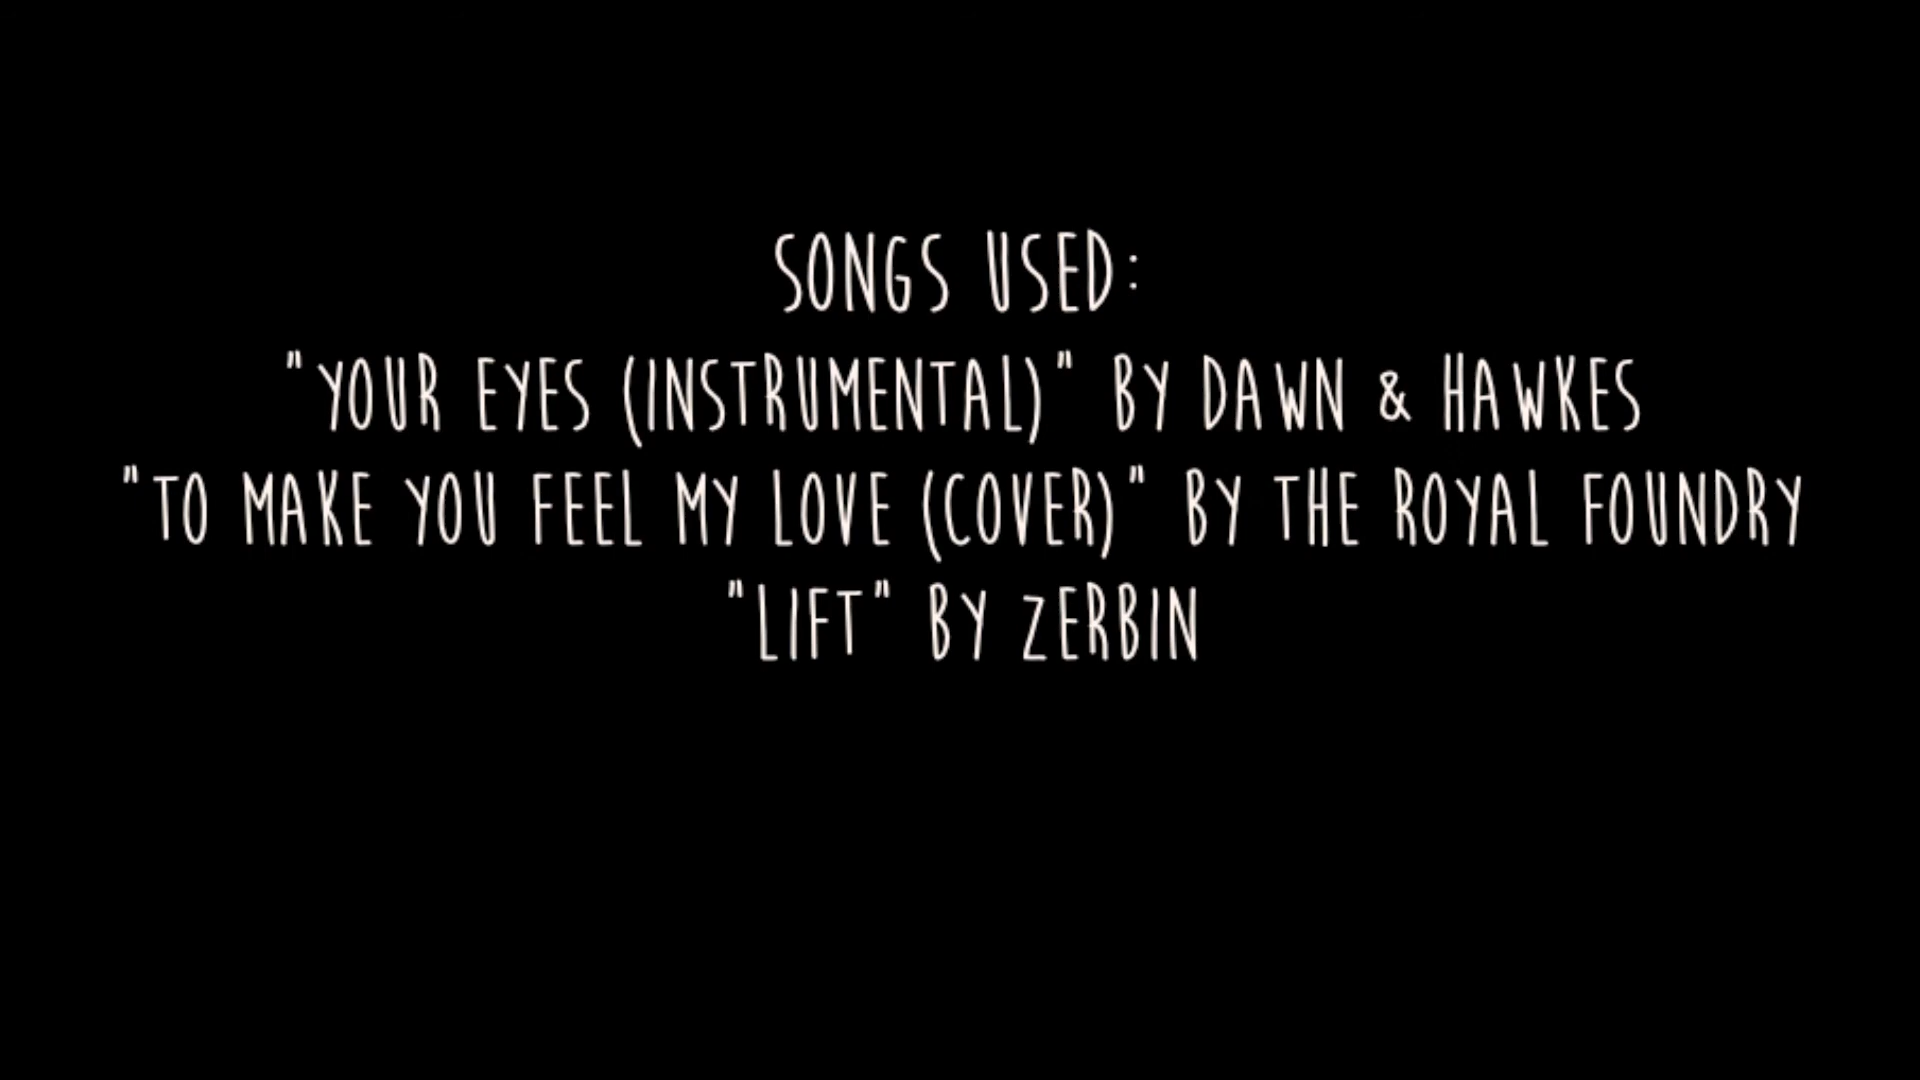 SONGS USED:
"YOUR EYES (INSTRUMENTAL)" BY DAWN & HAWKES
"TO MAKE YOU FEEL MY LOVE (COVER)" BY THE ROYAL FOUNDRY
"LIFT" BY ZERBIN